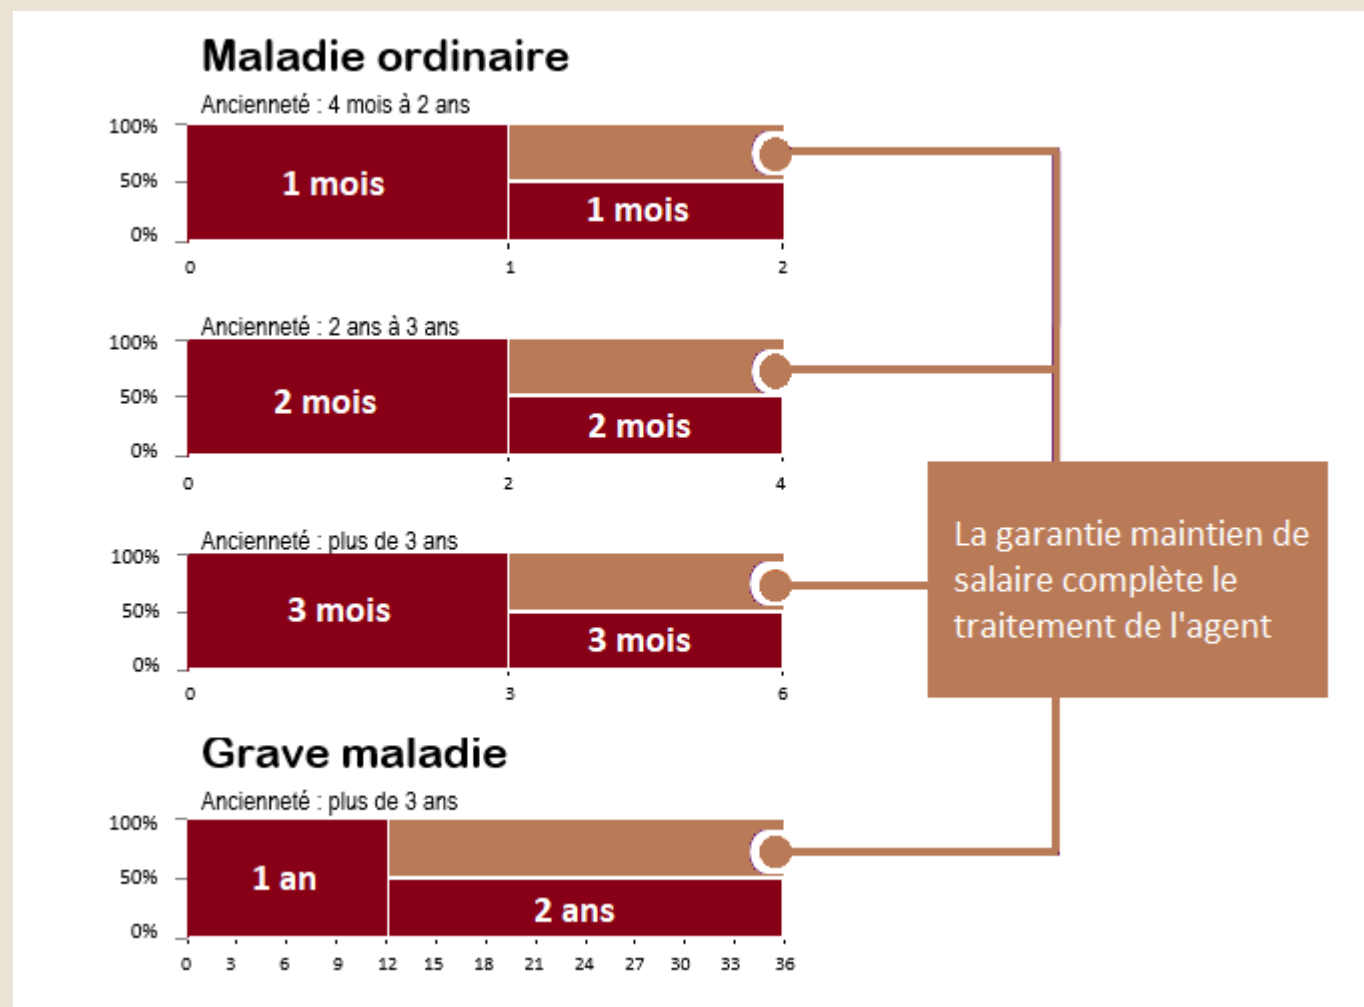 Maladie ordinaire
Ancienneté : 4 mois à 2 ans
100%
50%
0%
1 mois
1 mois
0 1 2
Ancienneté : 2 ans à 3 ans
100%
50%
0%
2 mois
2 mois
0 2 4
Ancienneté : plus de 3 ans
100%
50%
0%
3 mois
3 mois
0 3 6
La garantie maintien de
salaire complète le
traitement de l'agent
Grave maladie
Ancienneté : plus de 3 ans
100%
50%
0%
1 an
2 ans
0 3 6 9 12 15 18 21 24 27 30 33 36